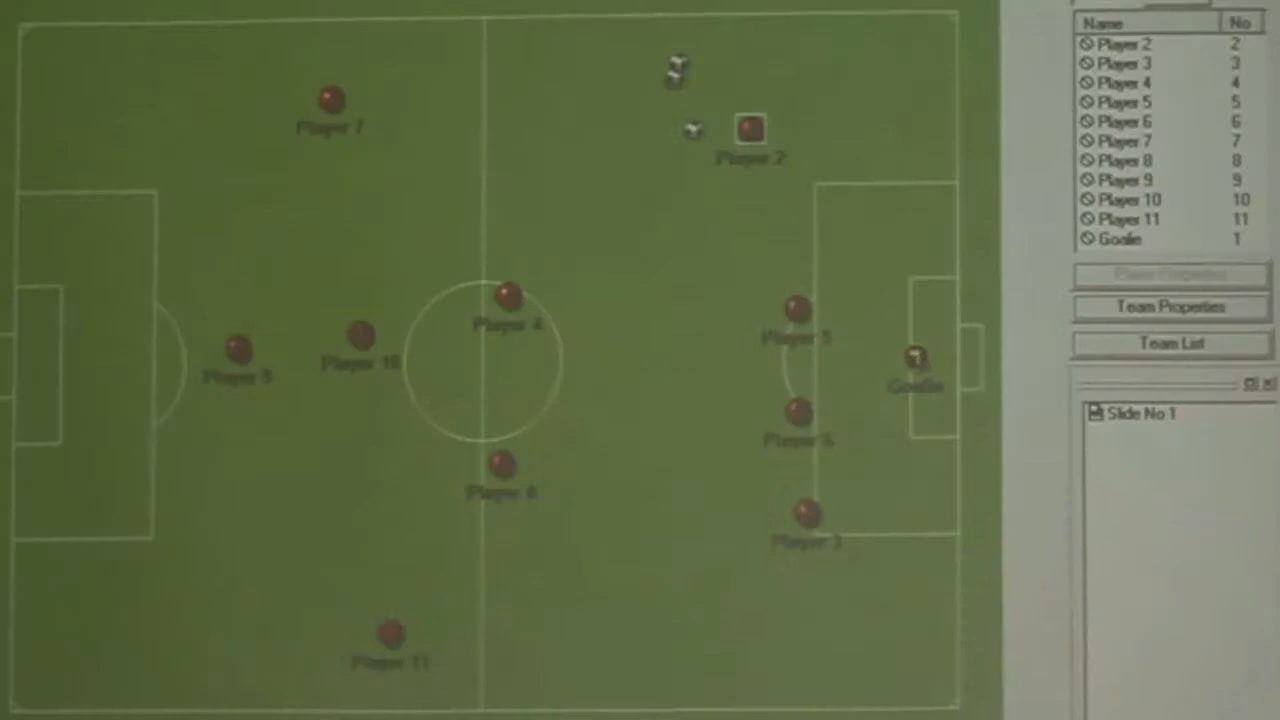 Player 7
Player 2
Player 4
Player 5
Player 9
Player 10
Goalie
Player 6
Player 8
Player 3
Player 11
Name No
Player 2 2
Player 3 3
Player 4 4
Player 5 5
Player 6 6
Player 7 7
Player 8 8
Player 9 9
Player 10 10
Player 11 11
Goalie 1
Player Properties
Team Properties
Team List
Slide No 1